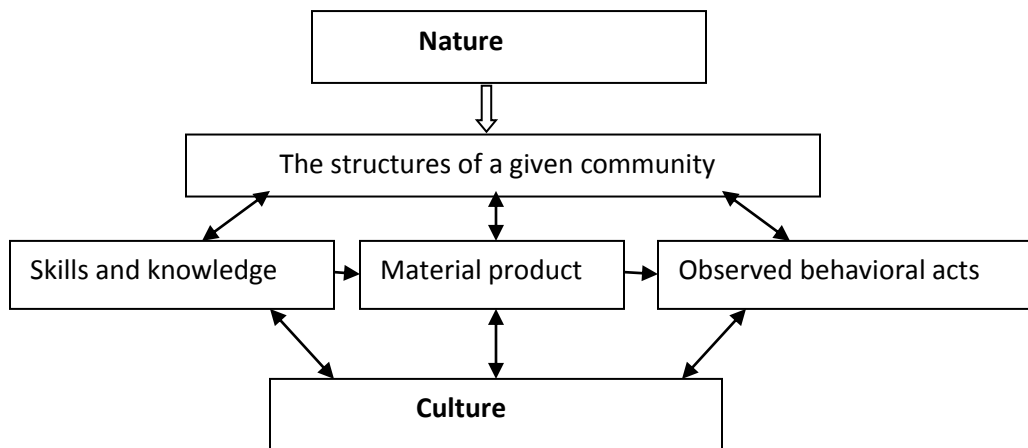 Nature
The structures of a given community
Skills and knowledge
Material product
Observed behavioral acts
Culture